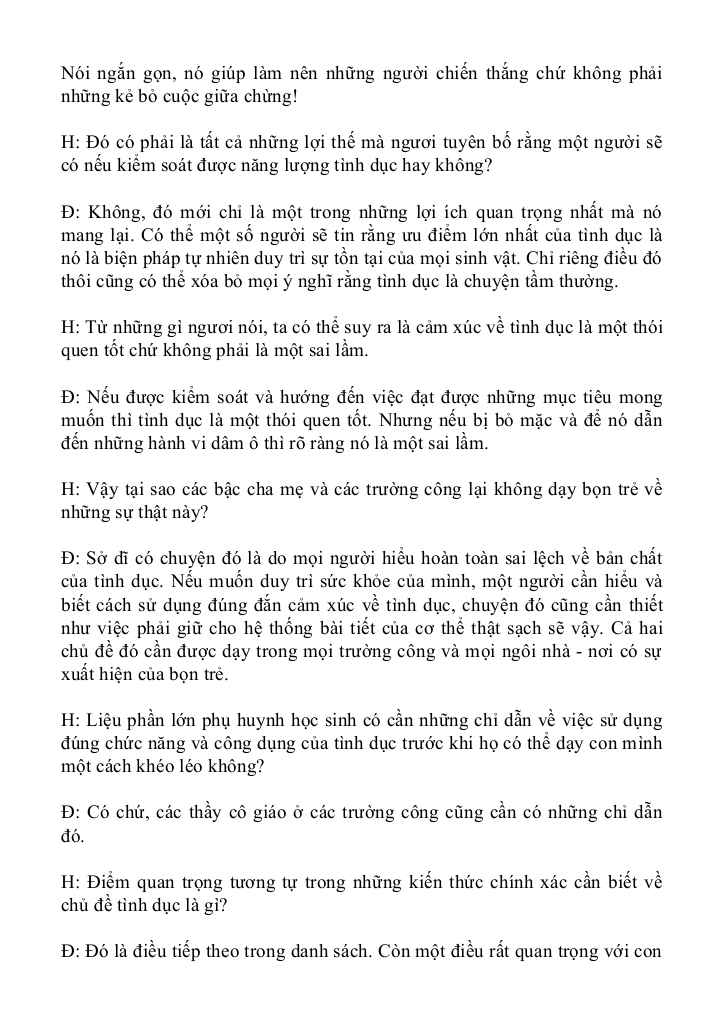 Nói ngắn gọn, nó giúp làm nên những người chiến thắng chứ không phải
những kẻ bỏ cuộc giữa chừng!
H: Đó có phải là tất cả những lợi thế mà ngươi tuyên bố rằng một người sẽ
có nếu kiểm soát được năng lượng tình dục hay không?
Đ: Không, đó mới chỉ là một trong những lợi ích quan trọng nhất mà nó
mang lại. Có thể một số người sẽ tin rằng ưu điểm lớn nhất của tình dục là
nó là biện pháp tự nhiên duy trì sự tồn tại của mọi sinh vật. Chỉ riêng điều đó
thôi cũng có thể xóa bỏ mọi ý nghĩ rằng tình dục là chuyện tầm thường.
H: Từ những gì ngươi nói, ta có thể suy ra là cảm xúc về tình dục là một thói
quen tốt chứ không phải là một sai lầm.
Đ: Nếu được kiểm soát và hướng đến việc đạt được những mục tiêu mong
muốn thì tình dục là một thói quen tốt. Nhưng nếu bị bỏ mặc và để nó dẫn
đến những hành vi dâm ô thì rõ ràng nó là một sai lầm.
H: Vậy tại sao các bậc cha mẹ và các trường công lại không dạy bọn trẻ về
những sự thật này?
Đ: Sở dĩ có chuyện đó là do mọi người hiểu hoàn toàn sai lệch về bản chất
của tình dục. Nếu muốn duy trì sức khỏe của mình, một người cần hiểu và
biết cách sử dụng đúng đắn cảm xúc về tình dục, chuyện đó cũng cần thiết
như việc phải giữ cho hệ thống bài tiết của cơ thể thật sạch sẽ vậy. Cả hai
chủ đề đó cần được dạy trong mọi trường công và mọi ngôi nhà - nơi có sự
xuất hiện của bọn trẻ.
H: Liệu phần lớn phụ huynh học sinh có cần những chỉ dẫn về việc sử dụng
đúng chức năng và công dụng của tình dục trước khi họ có thể dạy con mình
một cách khéo léo không?
Đ: Có chứ, các thầy cô giáo ở các trường công cũng cần có những chỉ dẫn
đó.
H: Điểm quan trọng tương tự trong những kiến thức chính xác cần biết về
chủ đề tình dục là gì?
Đ: Đó là điều tiếp theo trong danh sách. Còn một điều rất quan trọng với con